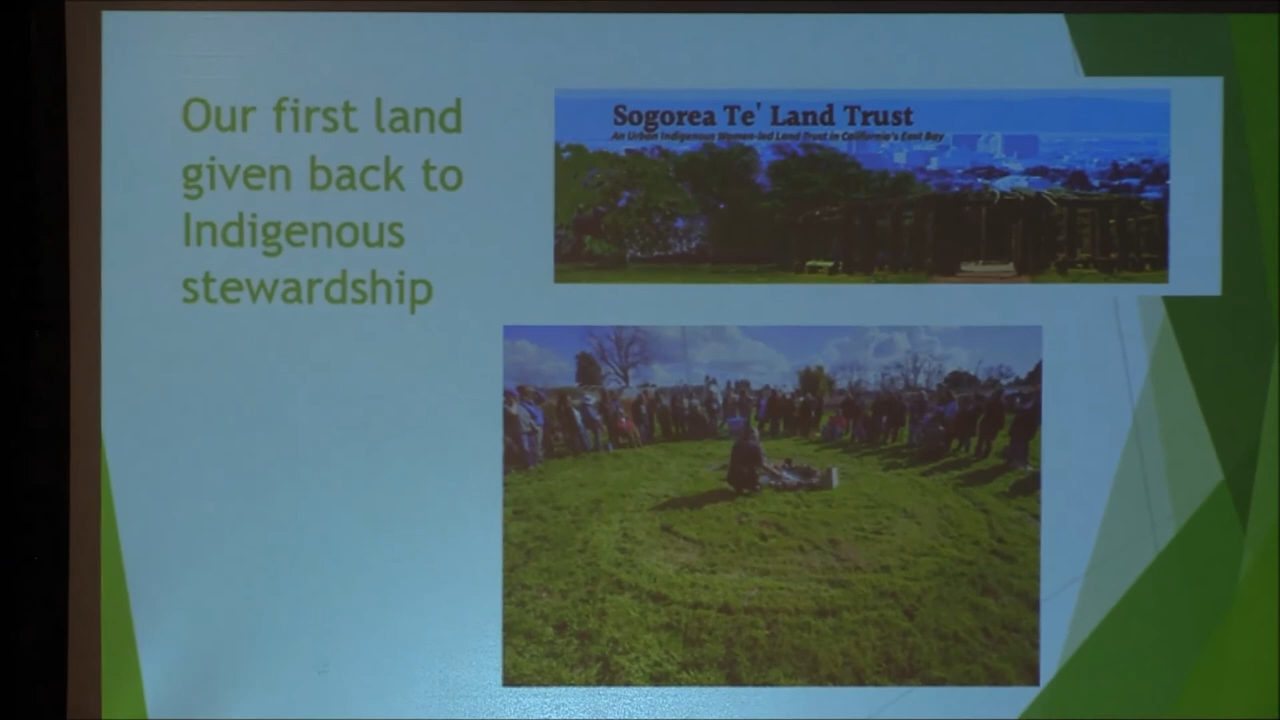 Our first land
given back to
Indigenous
stewardship
Sogorea Te' Land Trust
An Urban Indigenous Women-led Land Trust in California's East Bay